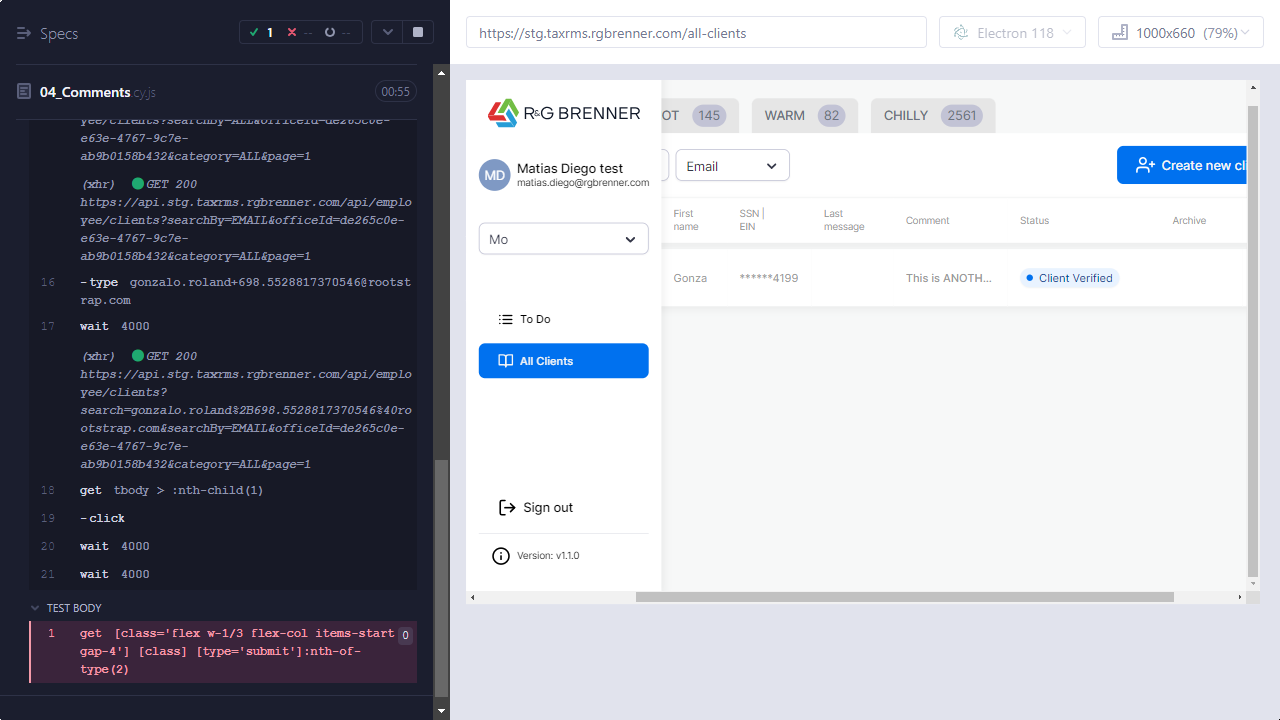 Specs
1
--
--
04_Comments.cy.js
00:55
yee/clients?searchBy=ALL&officeId=de265c0e-
e63e-4767-9c7e-
ab9b0158b432&category=ALL&page=1
(xhr) GET 200
https://api.stg.taxrms.rgbrenner.com/api/emplo
yee/clients?searchBy=EMAIL&officeId=de265c0e-
e63e-4767-9c7e-
ab9b0158b432&category=ALL&page=1
16 -type gonzalo.roland+698.5528817370546@rootst
rap.com
17 wait 4000
(xhr) GET 200
https://api.stg.taxrms.rgbrenner.com/api/emplo
yee/clients?
search=gonzalo.roland%2B698.5528817370546%40ro
otstrap.com&searchBy=EMAIL&officeId=de265c0e-
e63e-4767-9c7e-
ab9b0158b432&category=ALL&page=1
18 get tbody > :nth-child(1)
19 -click
20 wait 4000
21 wait 4000
TEST BODY
1 get [class='flex w-1/3 flex-col items-start 0
gap-4'] [class] [type='submit']:nth-of-
type(2)
https://stg.taxrms.rgbrenner.com/all-clients
Electron 118
1000x660 (79%)
R&G BRENNER
MD
Matias Diego test
matias.diego@rgbrenner.com
Mo
To Do
All Clients
Sign out
Version: v1.1.0
OT 145
WARM 82
CHILLY 2561
Email
Create new cli
First
name
SSN |
EIN
Last
message
Comment
Status
Archive
Gonza
******4199
This is ANOTH...
Client Verified